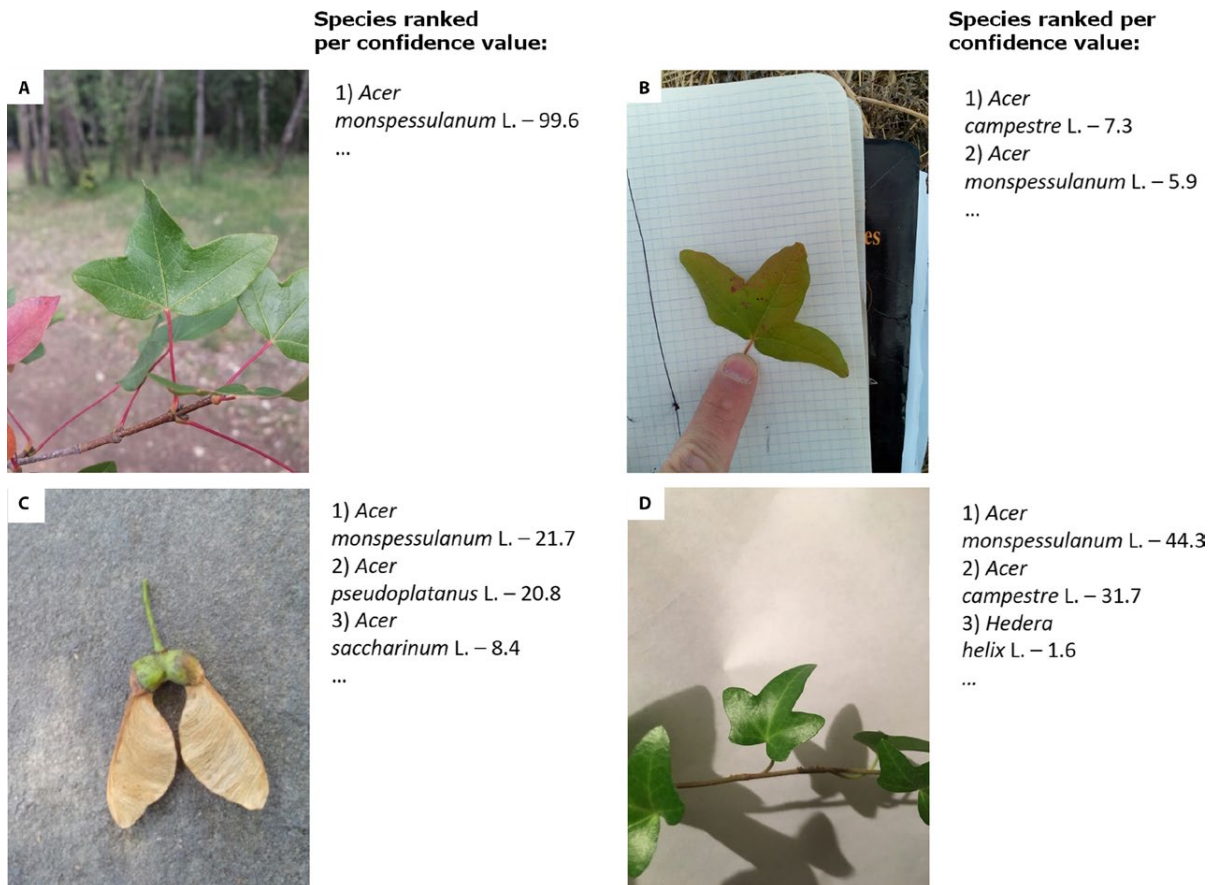 Species ranked
per confidence value:
Species ranked per
confidence value:
A
1) Acer
monspessulanum L. – 99.6
...
B
1) Acer
campestre L. – 7.3
2) Acer
monspessulanum L. – 5.9
...
es
C
1) Acer
monspessulanum L. – 21.7
2) Acer
pseudoplatanus L. – 20.8
3) Acer
saccharinum L. – 8.4
...
D
1) Acer
monspessulanum L. – 44.3
2) Acer
campestre L. – 31.7
3) Hedera
helix L. – 1.6
...